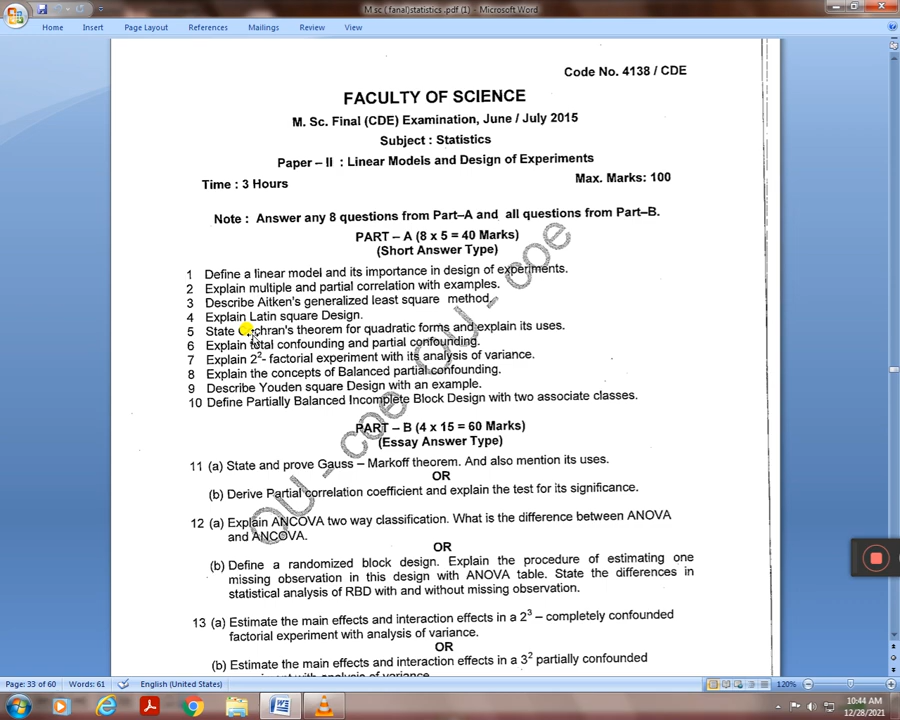 M sc ( fanal)statistics .pdf (1) - Microsoft Word
Home Insert Page Layout References Mailings Review View
Code No. 4138 / CDE
FACULTY OF SCIENCE
M. Sc. Final (CDE) Examination, June / July 2015
Subject : Statistics
Paper – II : Linear Models and Design of Experiments
Time : 3 Hours Max. Marks: 100
Note : Answer any 8 questions from Part–A and all questions from Part–B.
PART – A (8 x 5 = 40 Marks)
(Short Answer Type)
1 Define a linear model and its importance in design of experiments.
2 Explain multiple and partial correlation with examples.
3 Describe Aitken's generalized least square method.
4 Explain Latin square Design.
5 State Cochran's theorem for quadratic forms and explain its uses.
6 Explain total confounding and partial confounding.
7 Explain 2²- factorial experiment with its analysis of variance.
8 Explain the concepts of Balanced partial confounding.
9 Describe Youden square Design with an example.
10 Define Partially Balanced Incomplete Block Design with two associate classes.
OU - coe OU - coe
PART – B (4 x 15 = 60 Marks)
(Essay Answer Type)
11 (a) State and prove Gauss – Markoff theorem. And also mention its uses.
OR
(b) Derive Partial correlation coefficient and explain the test for its significance.
12 (a) Explain ANCOVA two way classification. What is the difference between ANOVA
and ANCOVA.
OR
(b) Define a randomized block design. Explain the procedure of estimating one
missing observation in this design with ANOVA table. State the differences in
statistical analysis of RBD with and without missing observation.
13 (a) Estimate the main effects and interaction effects in a 2³ – completely confounded
factorial experiment with analysis of variance.
OR
(b) Estimate the main effects and interaction effects in a 3² partially confounded
experiment with analysis of variance.
Page: 33 of 60 Words: 61 English (United States) 120%
10:44 AM
12/28/2021